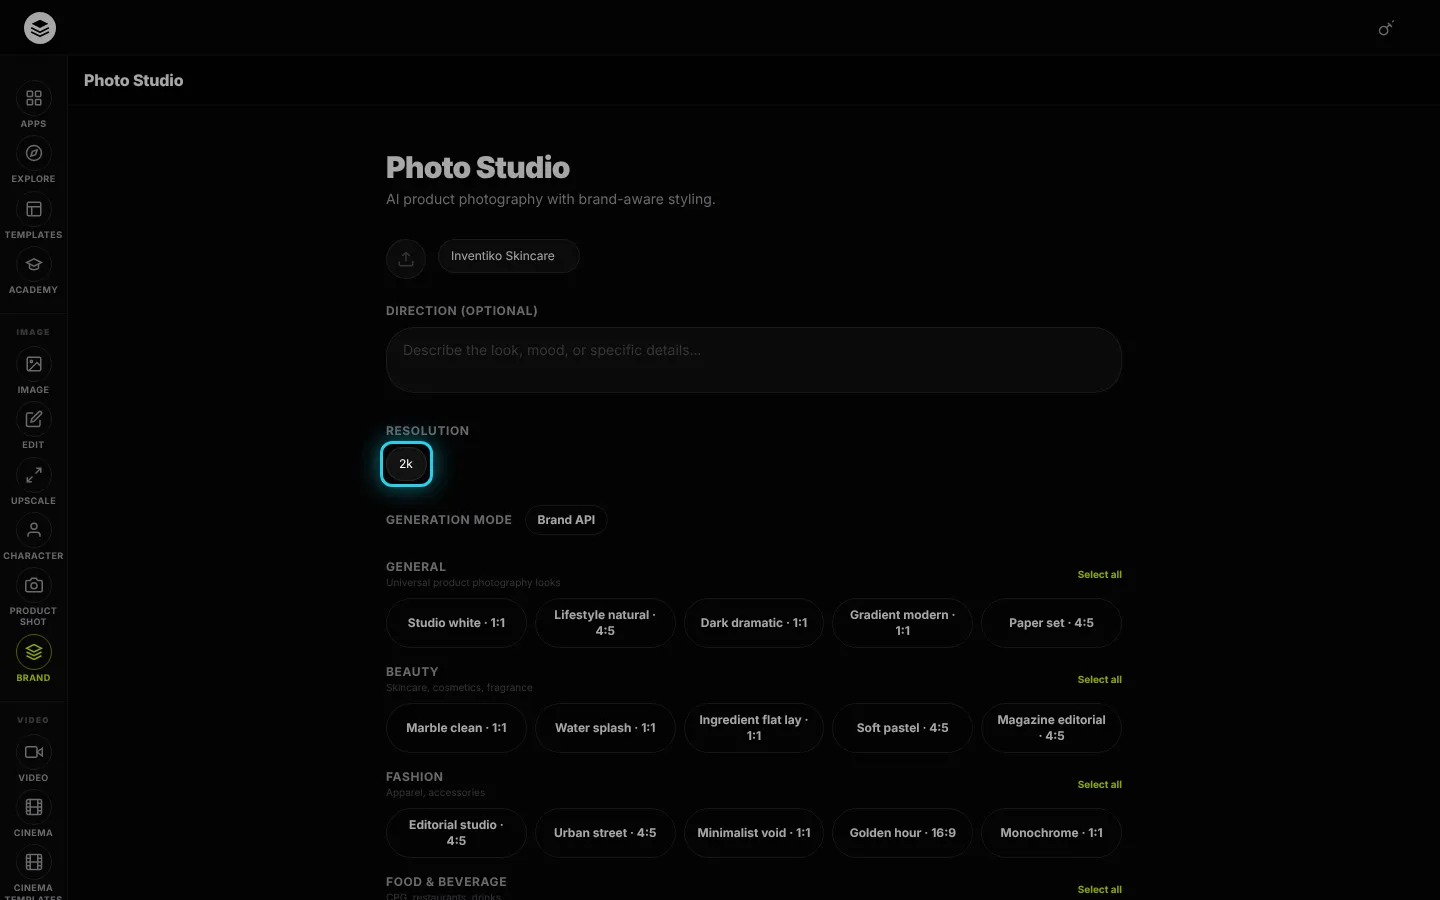 Photo Studio
APPS
EXPLORE
TEMPLATES
ACADEMY
IMAGE
IMAGE
EDIT
UPSCALE
CHARACTER
PRODUCT
SHOT
BRAND
VIDEO
VIDEO
CINEMA
CINEMA
TEMPLATES
Photo Studio
AI product photography with brand-aware styling.
Inventiko Skincare
DIRECTION (OPTIONAL)
Describe the look, mood, or specific details...
RESOLUTION
2k
GENERATION MODE
Brand API
GENERAL
Universal product photography looks
Select all
Studio white · 1:1
Lifestyle natural ·
4:5
Dark dramatic · 1:1
Gradient modern ·
1:1
Paper set · 4:5
BEAUTY
Skincare, cosmetics, fragrance
Select all
Marble clean · 1:1
Water splash · 1:1
Ingredient flat lay ·
1:1
Soft pastel · 4:5
Magazine editorial
· 4:5
FASHION
Apparel, accessories
Select all
Editorial studio ·
4:5
Urban street · 4:5
Minimalist void · 1:1
Golden hour · 16:9
Monochrome · 1:1
FOOD & BEVERAGE
CPG, restaurants, drinks
Select all